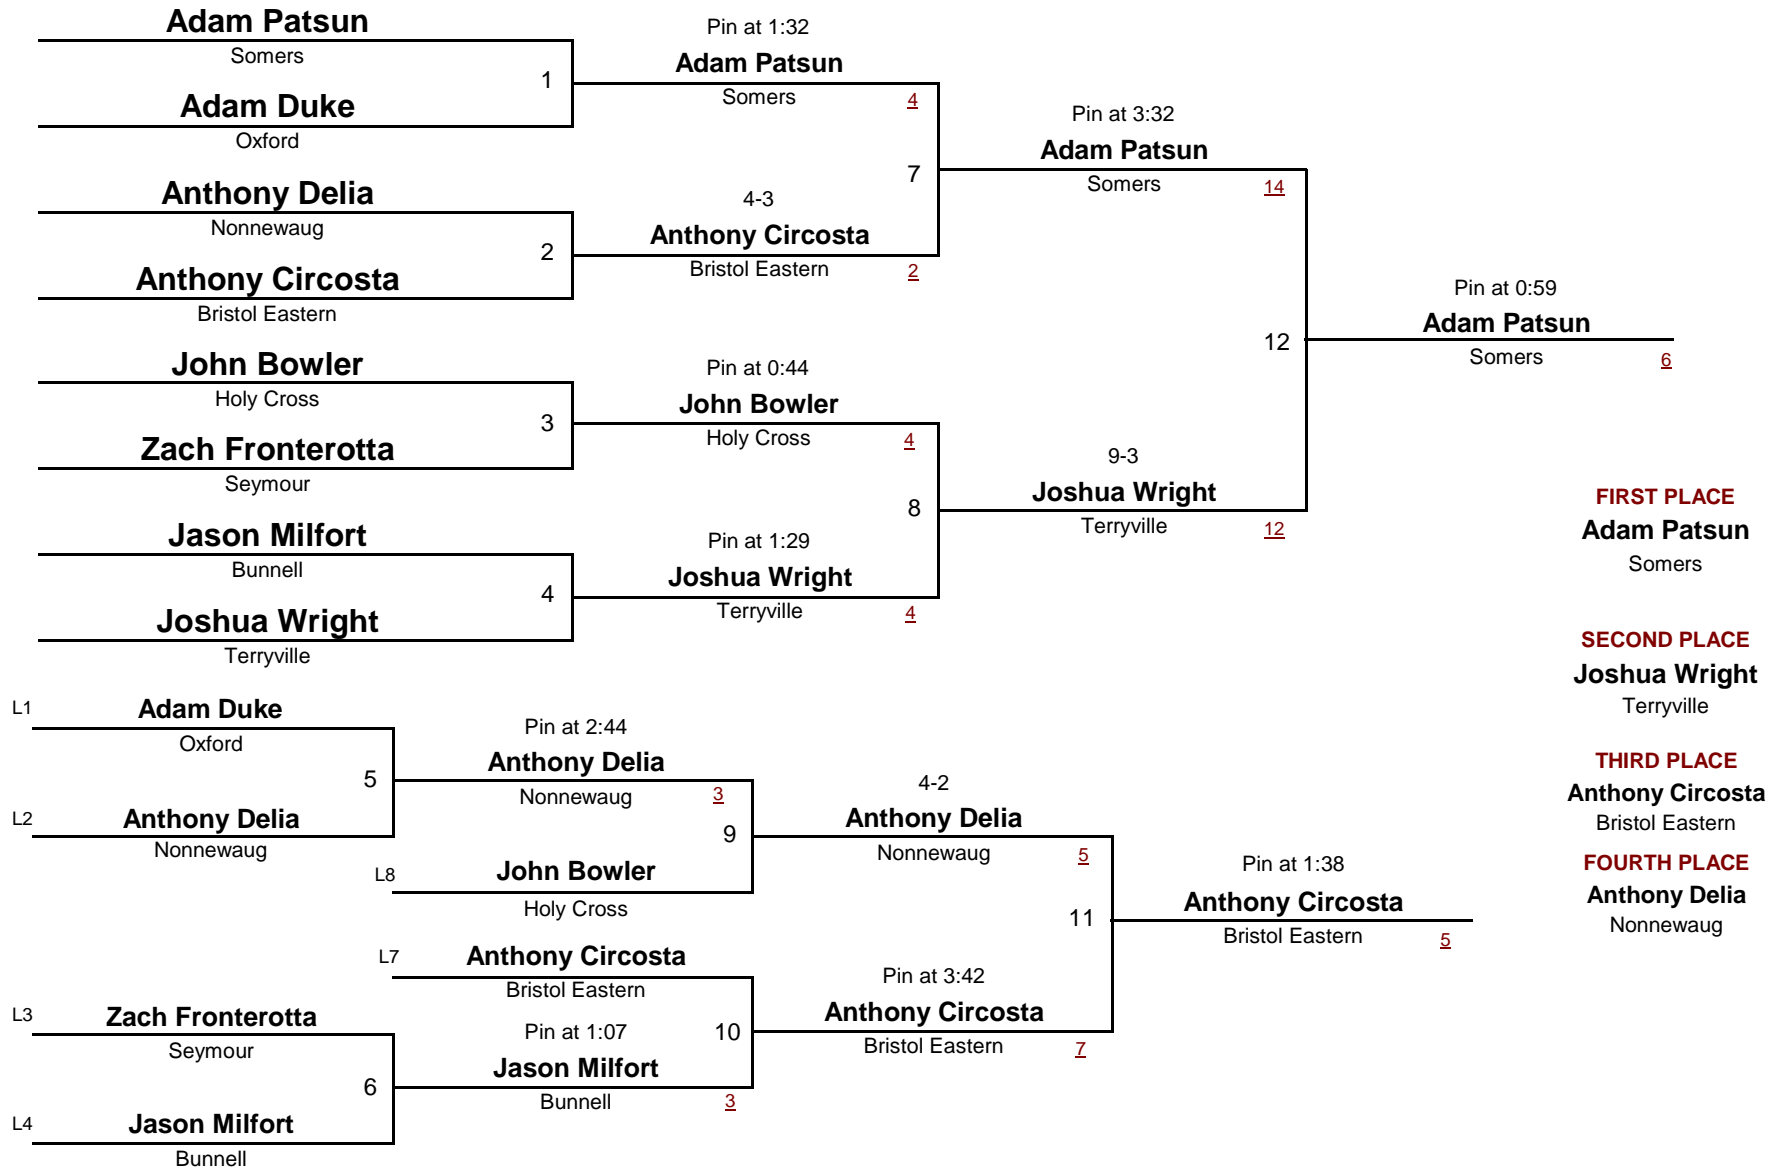 Adam Patsun
Somers
1
Adam Duke
Oxford
Anthony Delia
Nonnewaug
2
Anthony Circosta
Bristol Eastern
John Bowler
Holy Cross
3
Zach Fronterotta
Seymour
Jason Milfort
Bunnell
4
Joshua Wright
Terryville
Pin at 1:32
Adam Patsun
Somers
4
7
4-3
Anthony Circosta
Bristol Eastern
2
Pin at 0:44
John Bowler
Holy Cross
4
8
Pin at 1:29
Joshua Wright
Terryville
4
Pin at 3:32
Adam Patsun
Somers
14
12
9-3
Joshua Wright
Terryville
12
Pin at 0:59
Adam Patsun
Somers
6
FIRST PLACE
Adam Patsun
Somers
SECOND PLACE
Joshua Wright
Terryville
THIRD PLACE
Anthony Circosta
Bristol Eastern
FOURTH PLACE
Anthony Delia
Nonnewaug
L1
Adam Duke
Oxford
5
L2
Anthony Delia
Nonnewaug
Pin at 2:44
Anthony Delia
Nonnewaug
3
9
L8
John Bowler
Holy Cross
L7
Anthony Circosta
Bristol Eastern
10
L3
Zach Fronterotta
Seymour
6
L4
Jason Milfort
Bunnell
Pin at 1:07
Jason Milfort
Bunnell
3
4-2
Anthony Delia
Nonnewaug
5
11
Pin at 3:42
Anthony Circosta
Bristol Eastern
7
Pin at 1:38
Anthony Circosta
Bristol Eastern
5